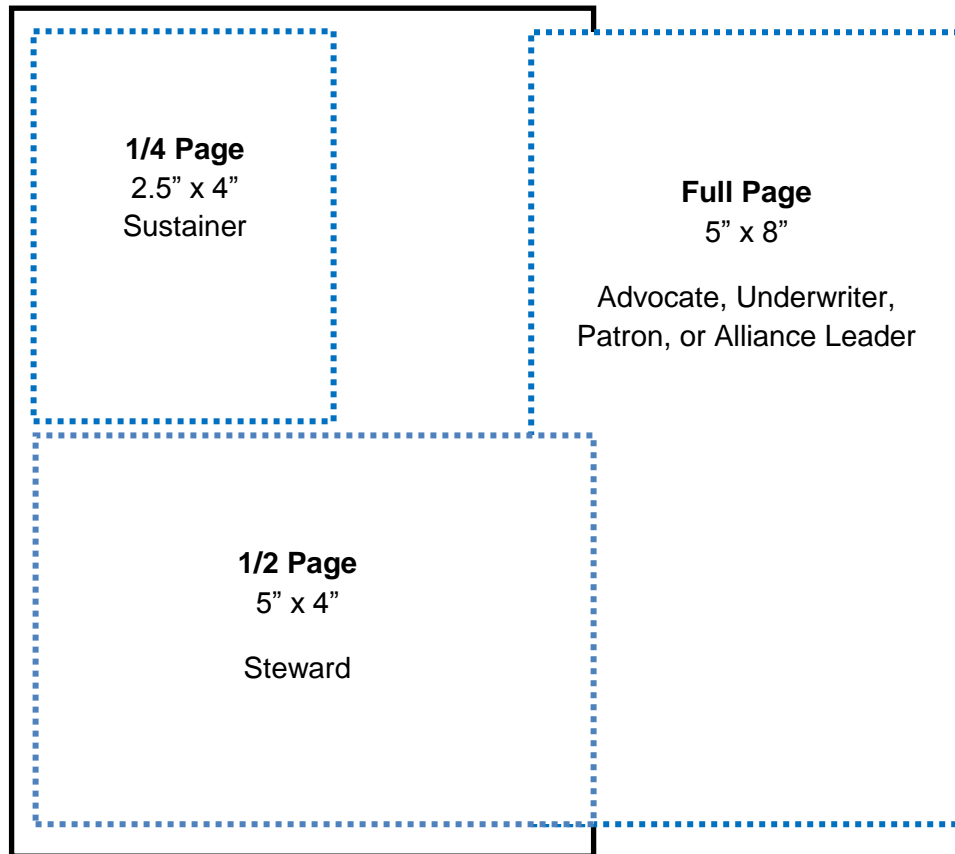 1/4 Page
2.5” x 4”
Sustainer
Full Page
5” x 8”
Advocate, Underwriter,
Patron, or Alliance Leader
1/2 Page
5” x 4”
Steward